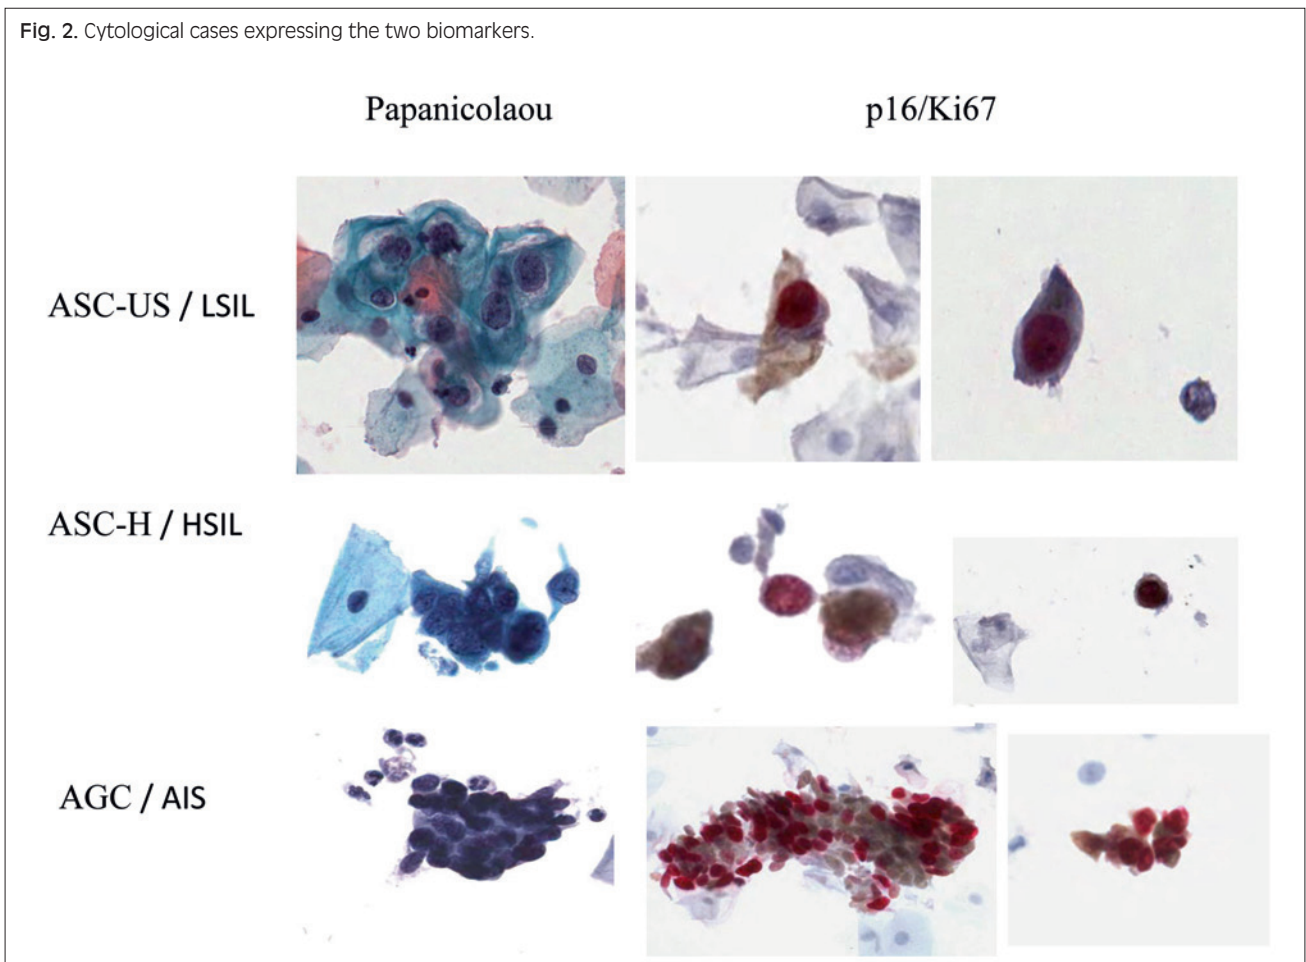 Fig. 2. Cytological cases expressing the two biomarkers.
Papanicolaou p16/Ki67
ASC-US / LSIL
ASC-H / HSIL
AGC / AIS